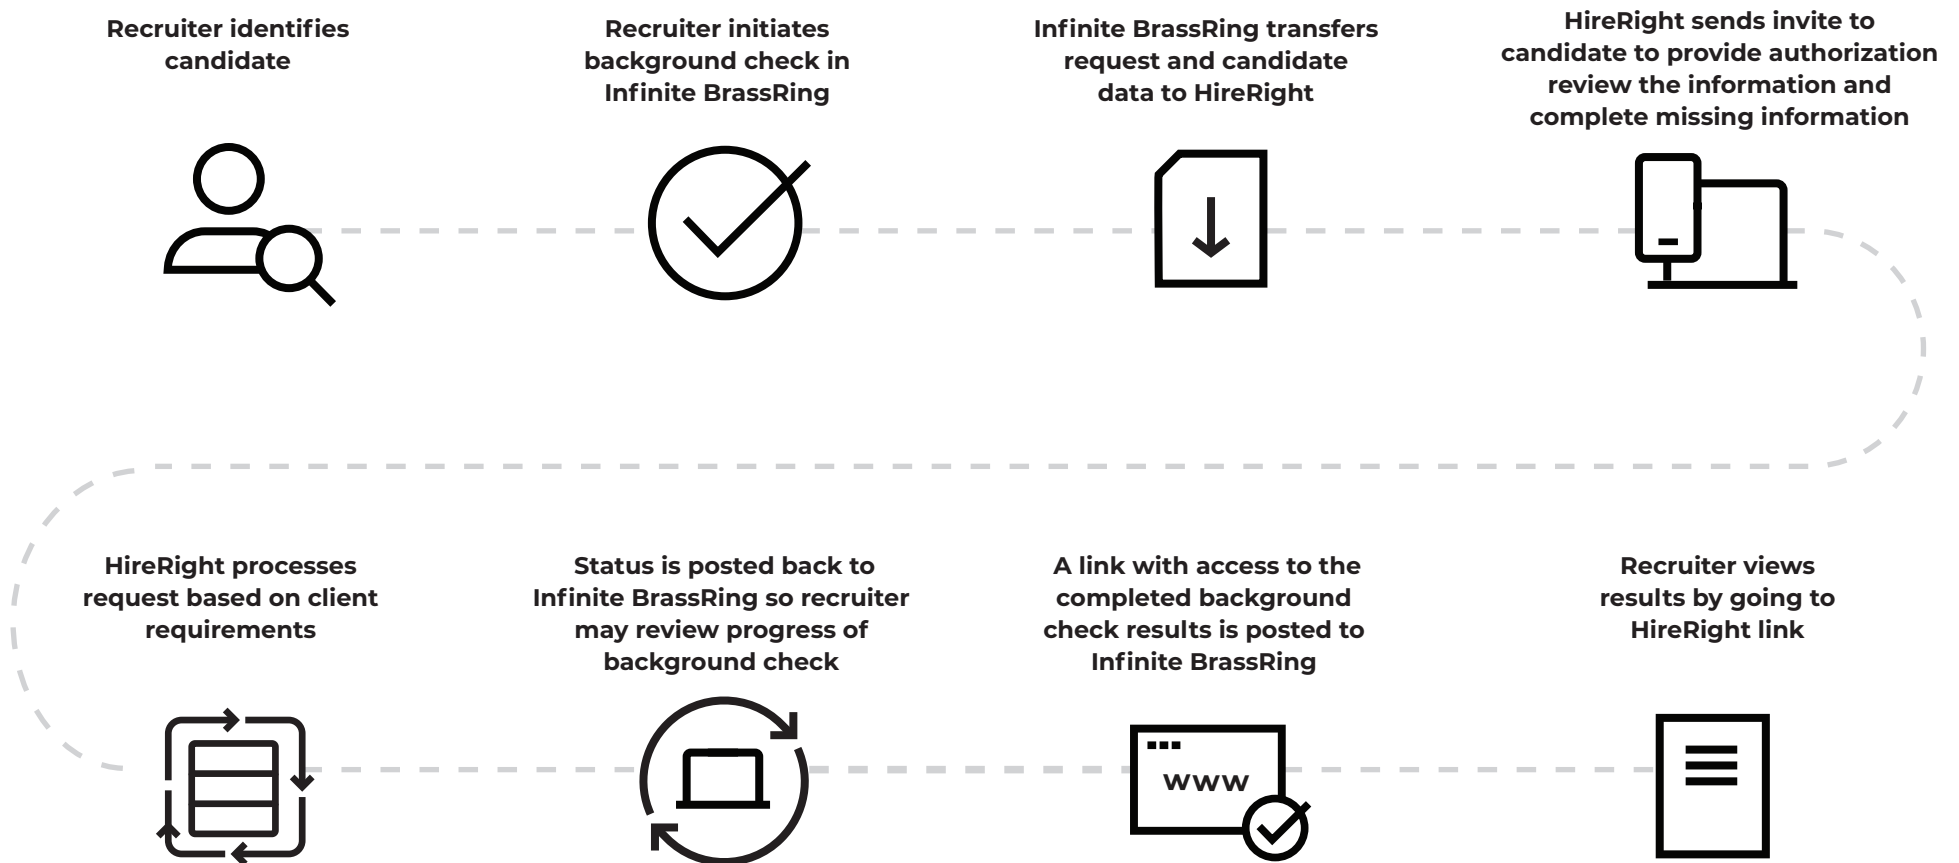 Recruiter identifies
candidate
Recruiter initiates
background check in
Infinite BrassRing
Infinite BrassRing transfers
request and candidate
data to HireRight
HireRight sends invite to
candidate to provide authorization
review the information and
complete missing information
HireRight processes
request based on client
requirements
Status is posted back to
Infinite BrassRing so recruiter
may review progress of
background check
A link with access to the
completed background
check results is posted to
Infinite BrassRing
www
Recruiter views
results by going to
HireRight link